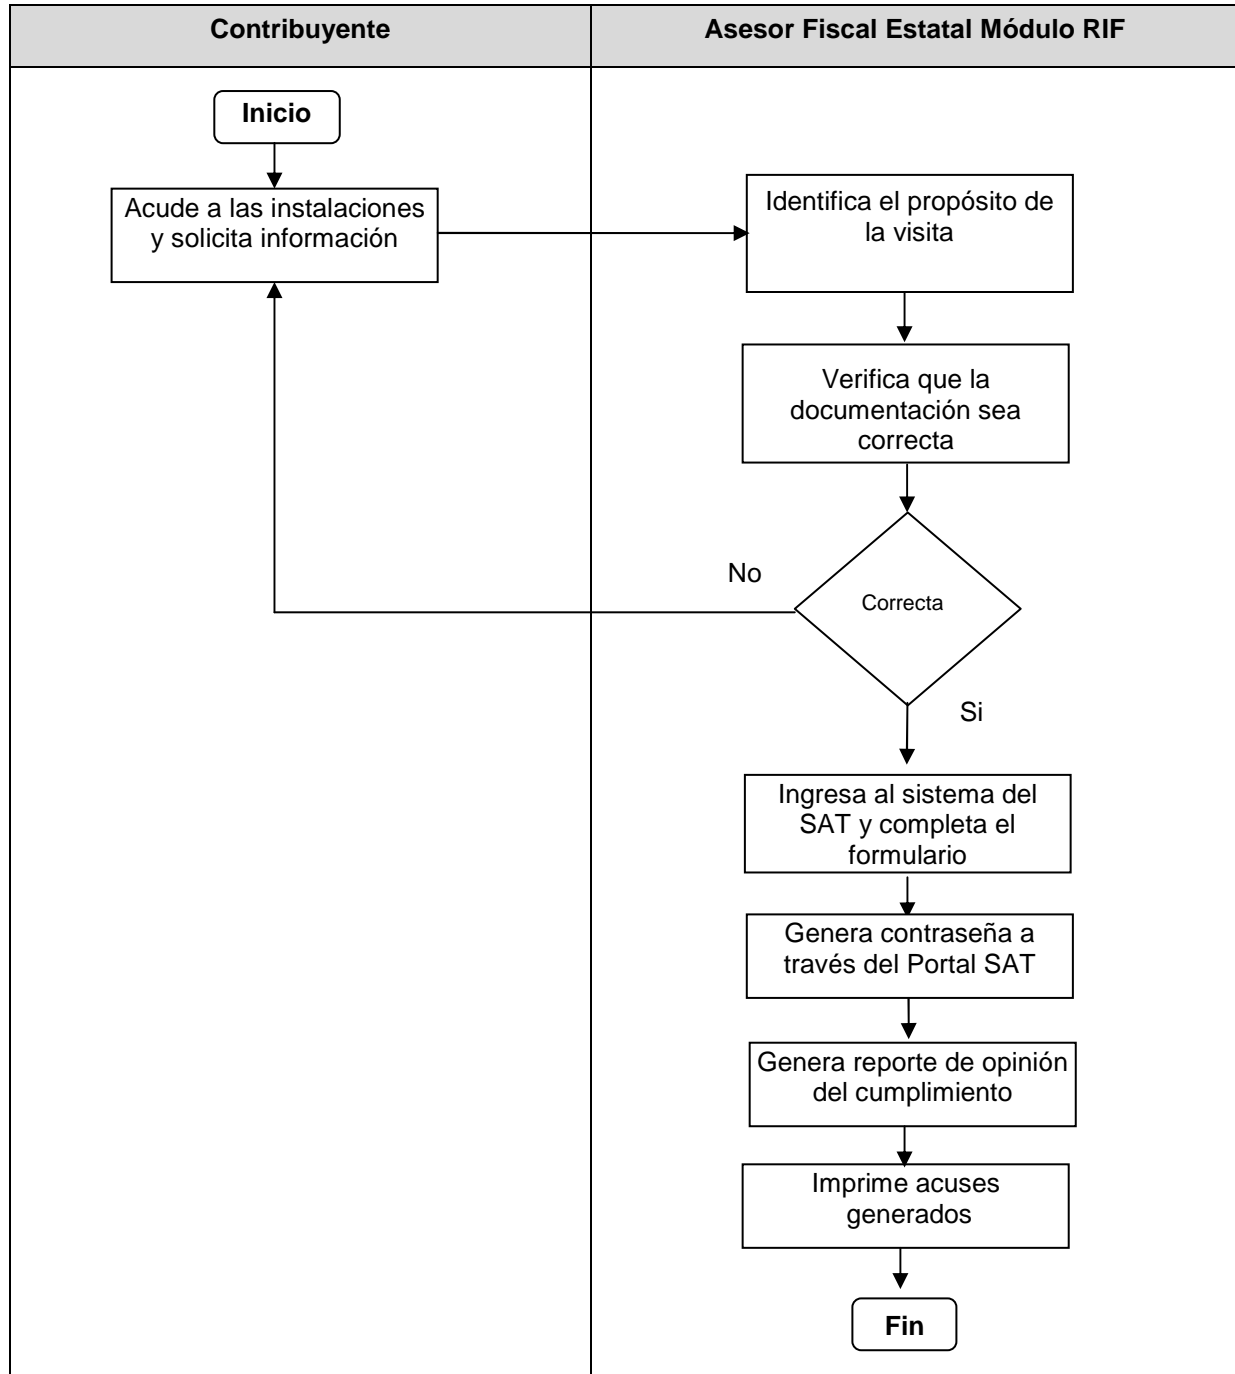 Contribuyente
Asesor Fiscal Estatal Módulo RIF
Inicio
Acude a las instalaciones
y solicita información
Identifica el propósito de
la visita
Verifica que la
documentación sea
correcta
No
Correcta
Si
Ingresa al sistema del
SAT y completa el
formulario
Genera contraseña a
través del Portal SAT
Genera reporte de opinión
del cumplimiento
Imprime acuses
generados
Fin